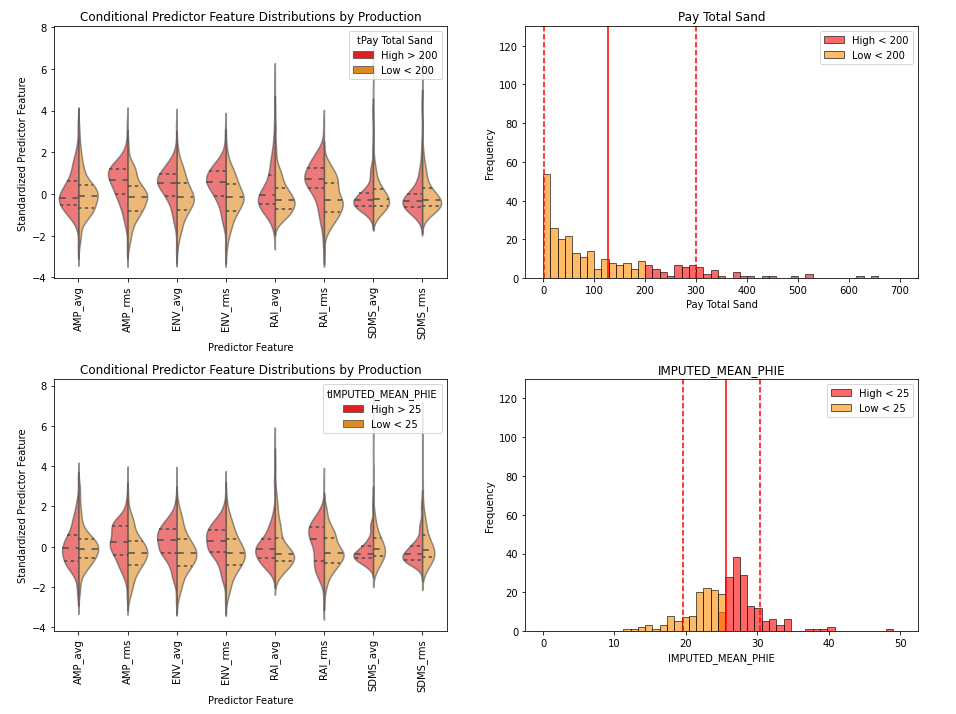 Conditional Predictor Feature Distributions by Production
Standardized Predictor Feature
8
6
4
2
0
−2
−4
tPay Total Sand
High > 200
Low < 200
AMP_avg
AMP_rms
ENV_avg
ENV_rms
RAI_avg
RAI_rms
SDMS_avg
SDMS_rms
Predictor Feature
Pay Total Sand
Frequency
120
100
80
60
40
20
0
High < 200
Low < 200
0 100 200 300 400 500 600 700
Pay Total Sand
Conditional Predictor Feature Distributions by Production
Standardized Predictor Feature
8
6
4
2
0
−2
−4
tIMPUTED_MEAN_PHIE
High > 25
Low < 25
AMP_avg
AMP_rms
ENV_avg
ENV_rms
RAI_avg
RAI_rms
SDMS_avg
SDMS_rms
Predictor Feature
IMPUTED_MEAN_PHIE
Frequency
120
100
80
60
40
20
0
High < 25
Low < 25
0 10 20 30 40 50
IMPUTED_MEAN_PHIE